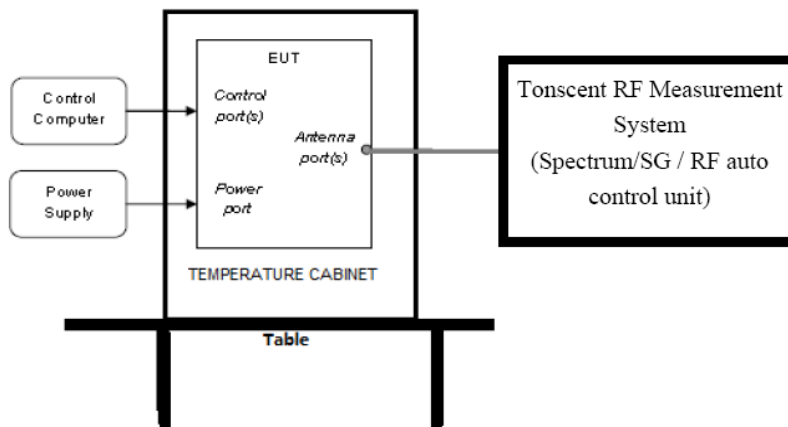 EUT
Control
Computer
Control
port(s)
Antenna
port(s)
Power
Supply
Power
port
TEMPERATURE CABINET
Table
Tonscent RF Measurement
System
(Spectrum/SG / RF auto
control unit)